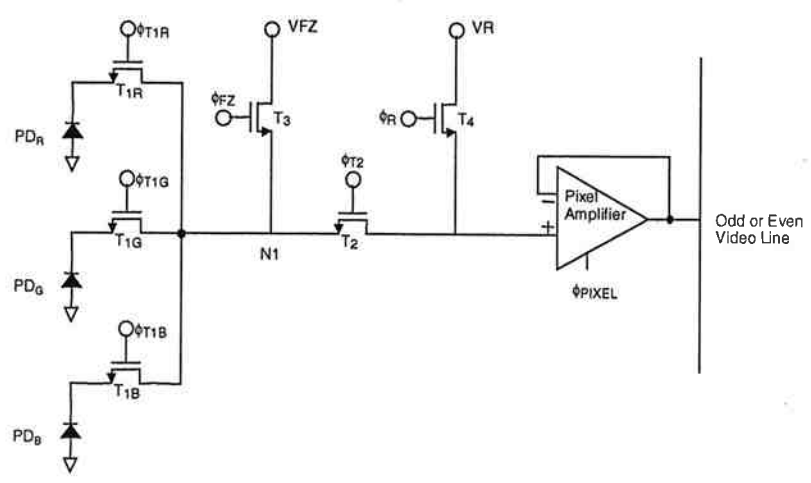 ϕT1R
VFZ
VR
T1R
ϕFZ
T3
ϕR
T4
PDR
ϕT1G
ϕT2
−
Pixel
Amplifier
T1G
+
Odd or Even
Video Line
N1
T2
PDG
ϕPIXEL
ϕT1B
T1B
PDB